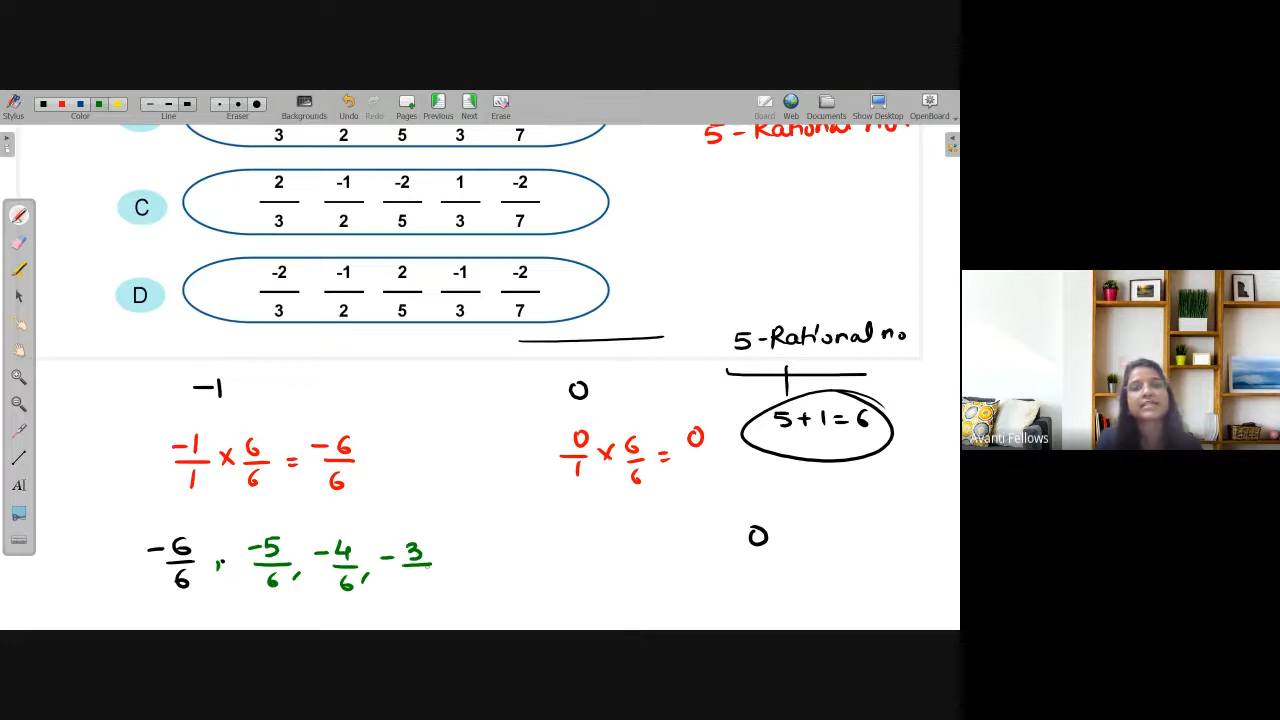 Stylus Color Line Eraser Backgrounds Undo Redo Pages Previous Next Erase Board Web Documents Show Desktop OpenBoard
5 - Rational no.
3 2 5 3 7
C 2/3 -1/2 -2/5 1/3 -2/7
D -2/3 -1/2 2/5 -1/3 -2/7
5 - Rational no
-1 0
5 + 1 = 6
-1/1 × 6/6 = -6/6 0/1 × 6/6 = 0
Avanti Fellows
0
-6/6 , -5/6 , -4/6 , -3/